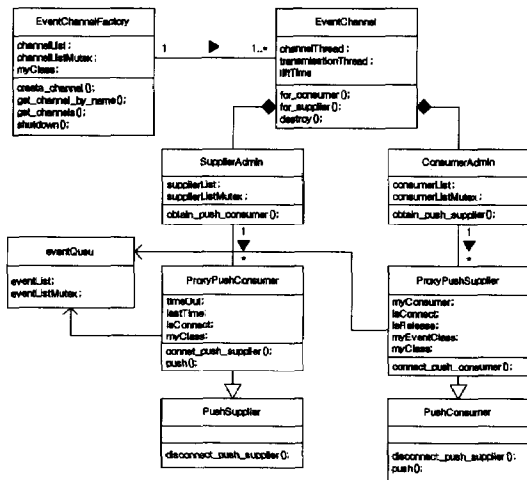 EventChannelFactory
channelList;
channelListMutex;
myClass;
create_channel();
get_channel_by_name();
get_channels();
shutdown();
1
1..*
EventChannel
channelThread;
transmisationThread;
liftTime
for_consumer();
for_supplier();
destroy();
SupplierAdmin
supplierList;
supplierListMutex;
obtain_push_consumer();
ConsumerAdmin
consumerList;
consumerListMutex;
obtain_push_supplier();
1
*
1
*
eventQueu
eventList;
eventListMutex;
ProxyPushConsumer
timeOut;
lastTime;
isConnect;
myClass;
connet_push_supplier();
push();
ProxyPushSupplier
myConsumer;
isConnect;
isRelease;
myEventClass;
myClass;
connect_push_consumer();
PushSupplier
disconnect_push_supplier();
PushConsumer
disconnect_push_supplier();
push();